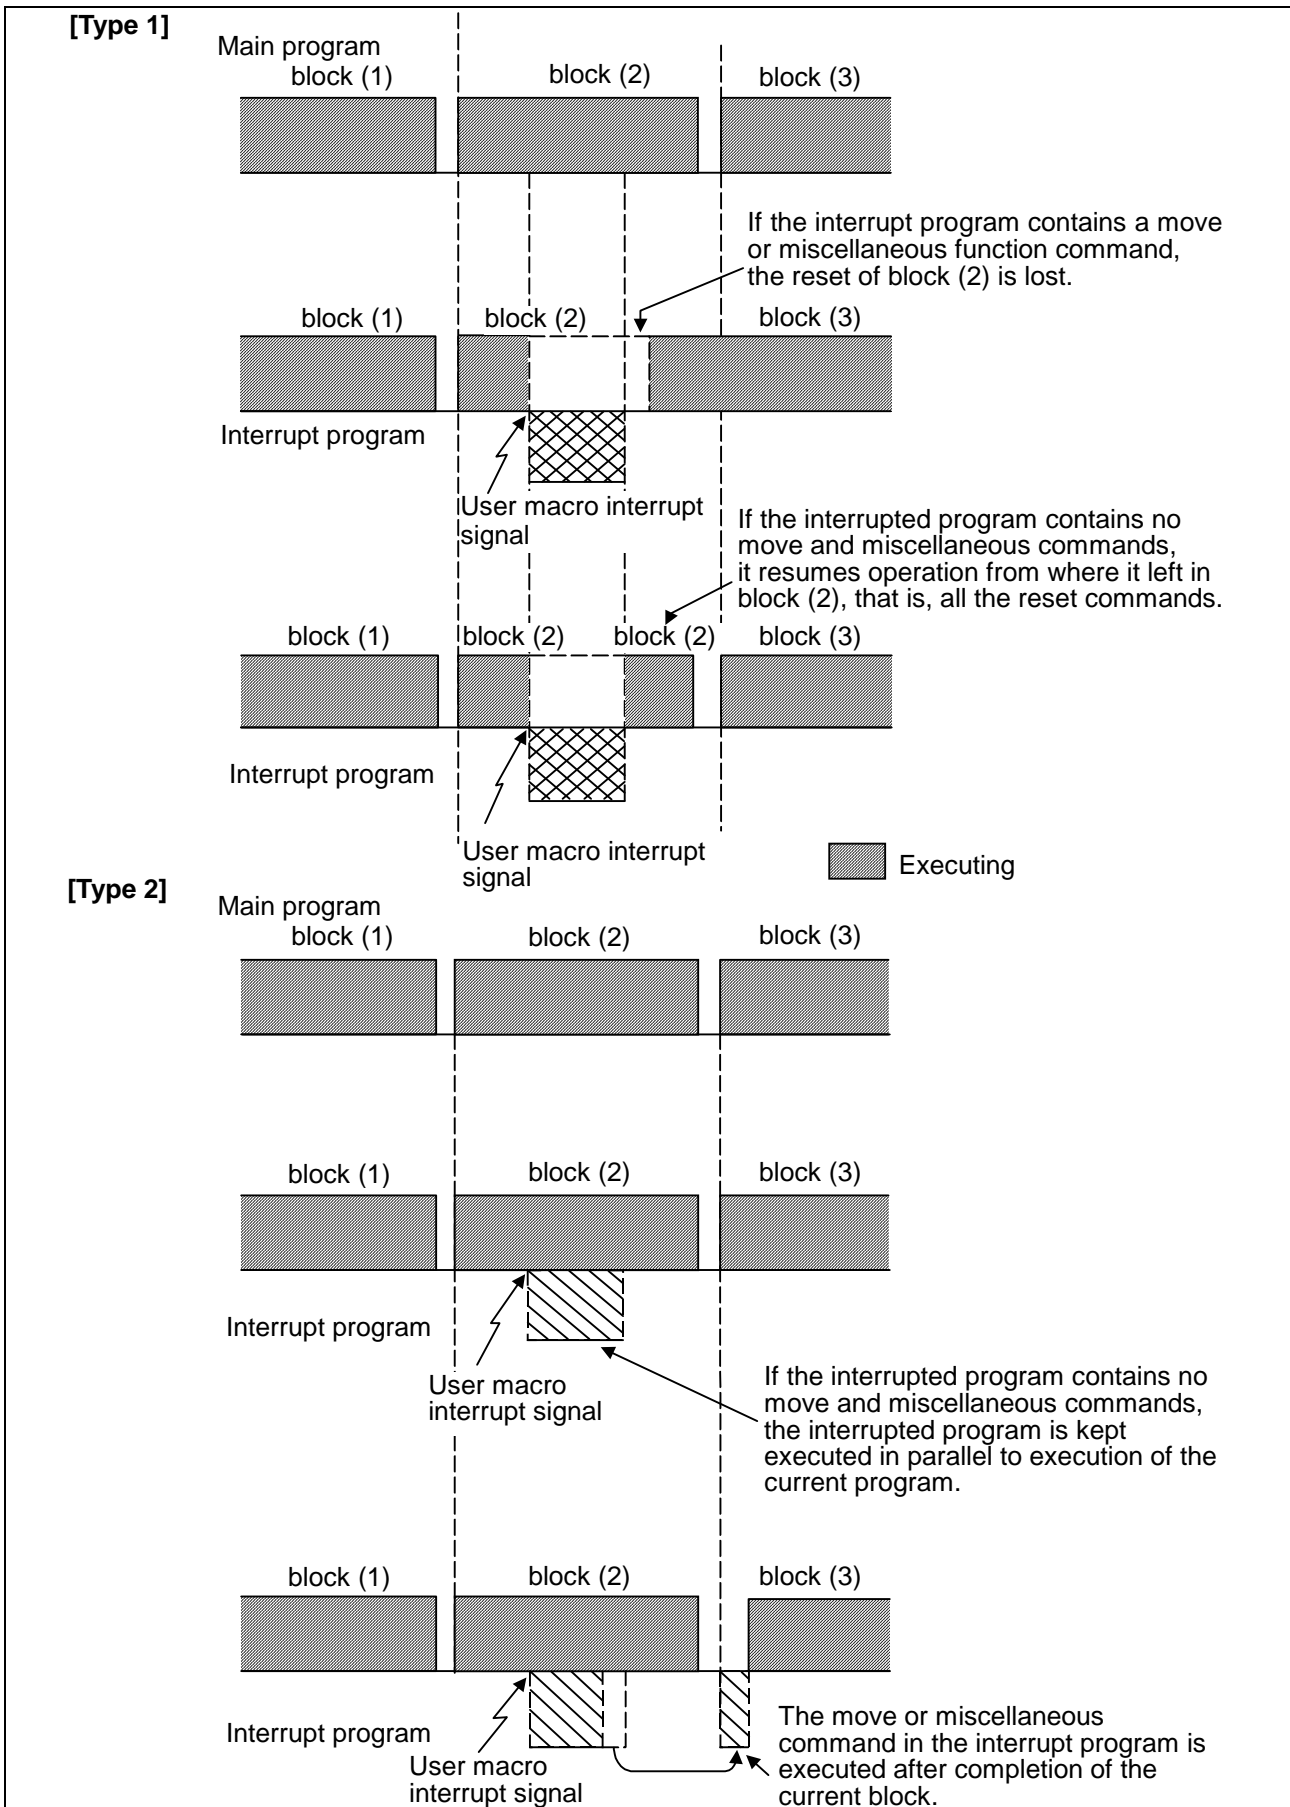 [Type 1]
Main program
block (1)
block (2)
block (3)
If the interrupt program contains a move
or miscellaneous function command,
the reset of block (2) is lost.
block (1)
block (2)
block (3)
Interrupt program
User macro interrupt
signal
If the interrupted program contains no
move and miscellaneous commands,
it resumes operation from where it left in
block (2), that is, all the reset commands.
block (1)
block (2)
block (2)
block (3)
Interrupt program
User macro interrupt
signal
Executing
[Type 2]
Main program
block (1)
block (2)
block (3)
block (1)
block (2)
block (3)
Interrupt program
User macro
interrupt signal
If the interrupted program contains no
move and miscellaneous commands,
the interrupted program is kept
executed in parallel to execution of the
current program.
block (1)
block (2)
block (3)
Interrupt program
User macro
interrupt signal
The move or miscellaneous
command in the interrupt program is
executed after completion of the
current block.